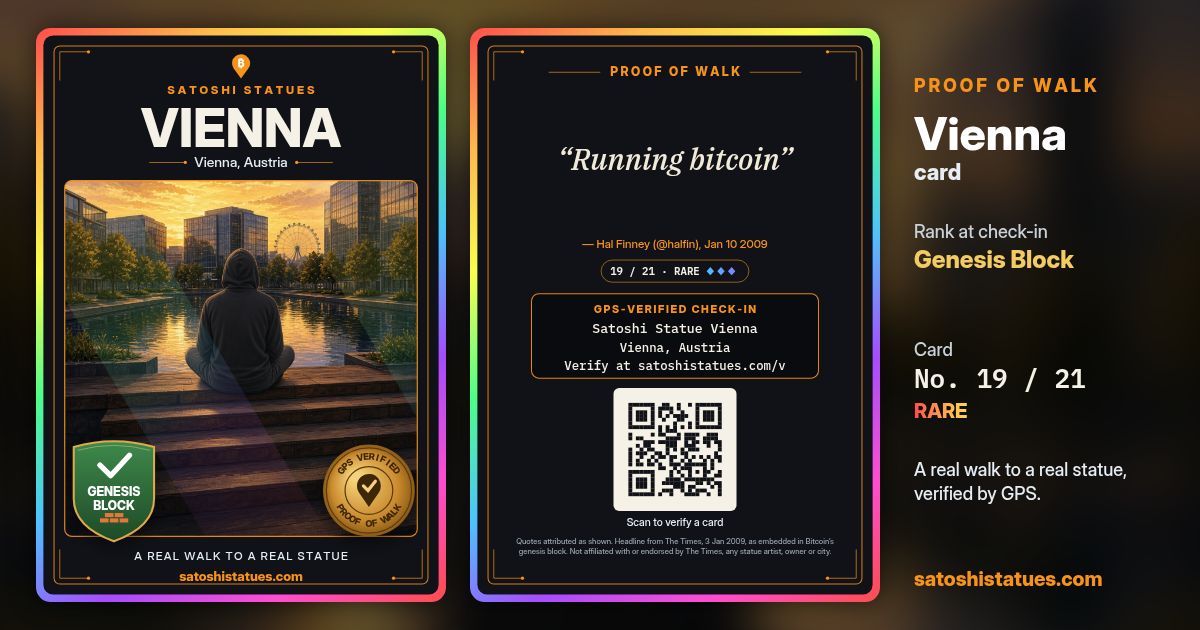 SATOSHI STATUES
VIENNA
Vienna, Austria
GENESIS
BLOCK
GPS VERIFIED
PROOF OF WALK
A REAL WALK TO A REAL STATUE
satoshistatues.com
PROOF OF WALK
“Running bitcoin”
— Hal Finney (@halfin), Jan 10 2009
19 / 21 · RARE
GPS-VERIFIED CHECK-IN
Satoshi Statue Vienna
Vienna, Austria
Verify at satoshistatues.com/v
Scan to verify a card
Quotes attributed as shown. Headline from The Times, 3 Jan 2009, as embedded in Bitcoin's
genesis block. Not affiliated with or endorsed by The Times, any statue artist, owner or city.
PROOF OF WALK
Vienna
card
Rank at check-in
Genesis Block
Card
No. 19 / 21
RARE
A real walk to a real statue,
verified by GPS.
satoshistatues.com